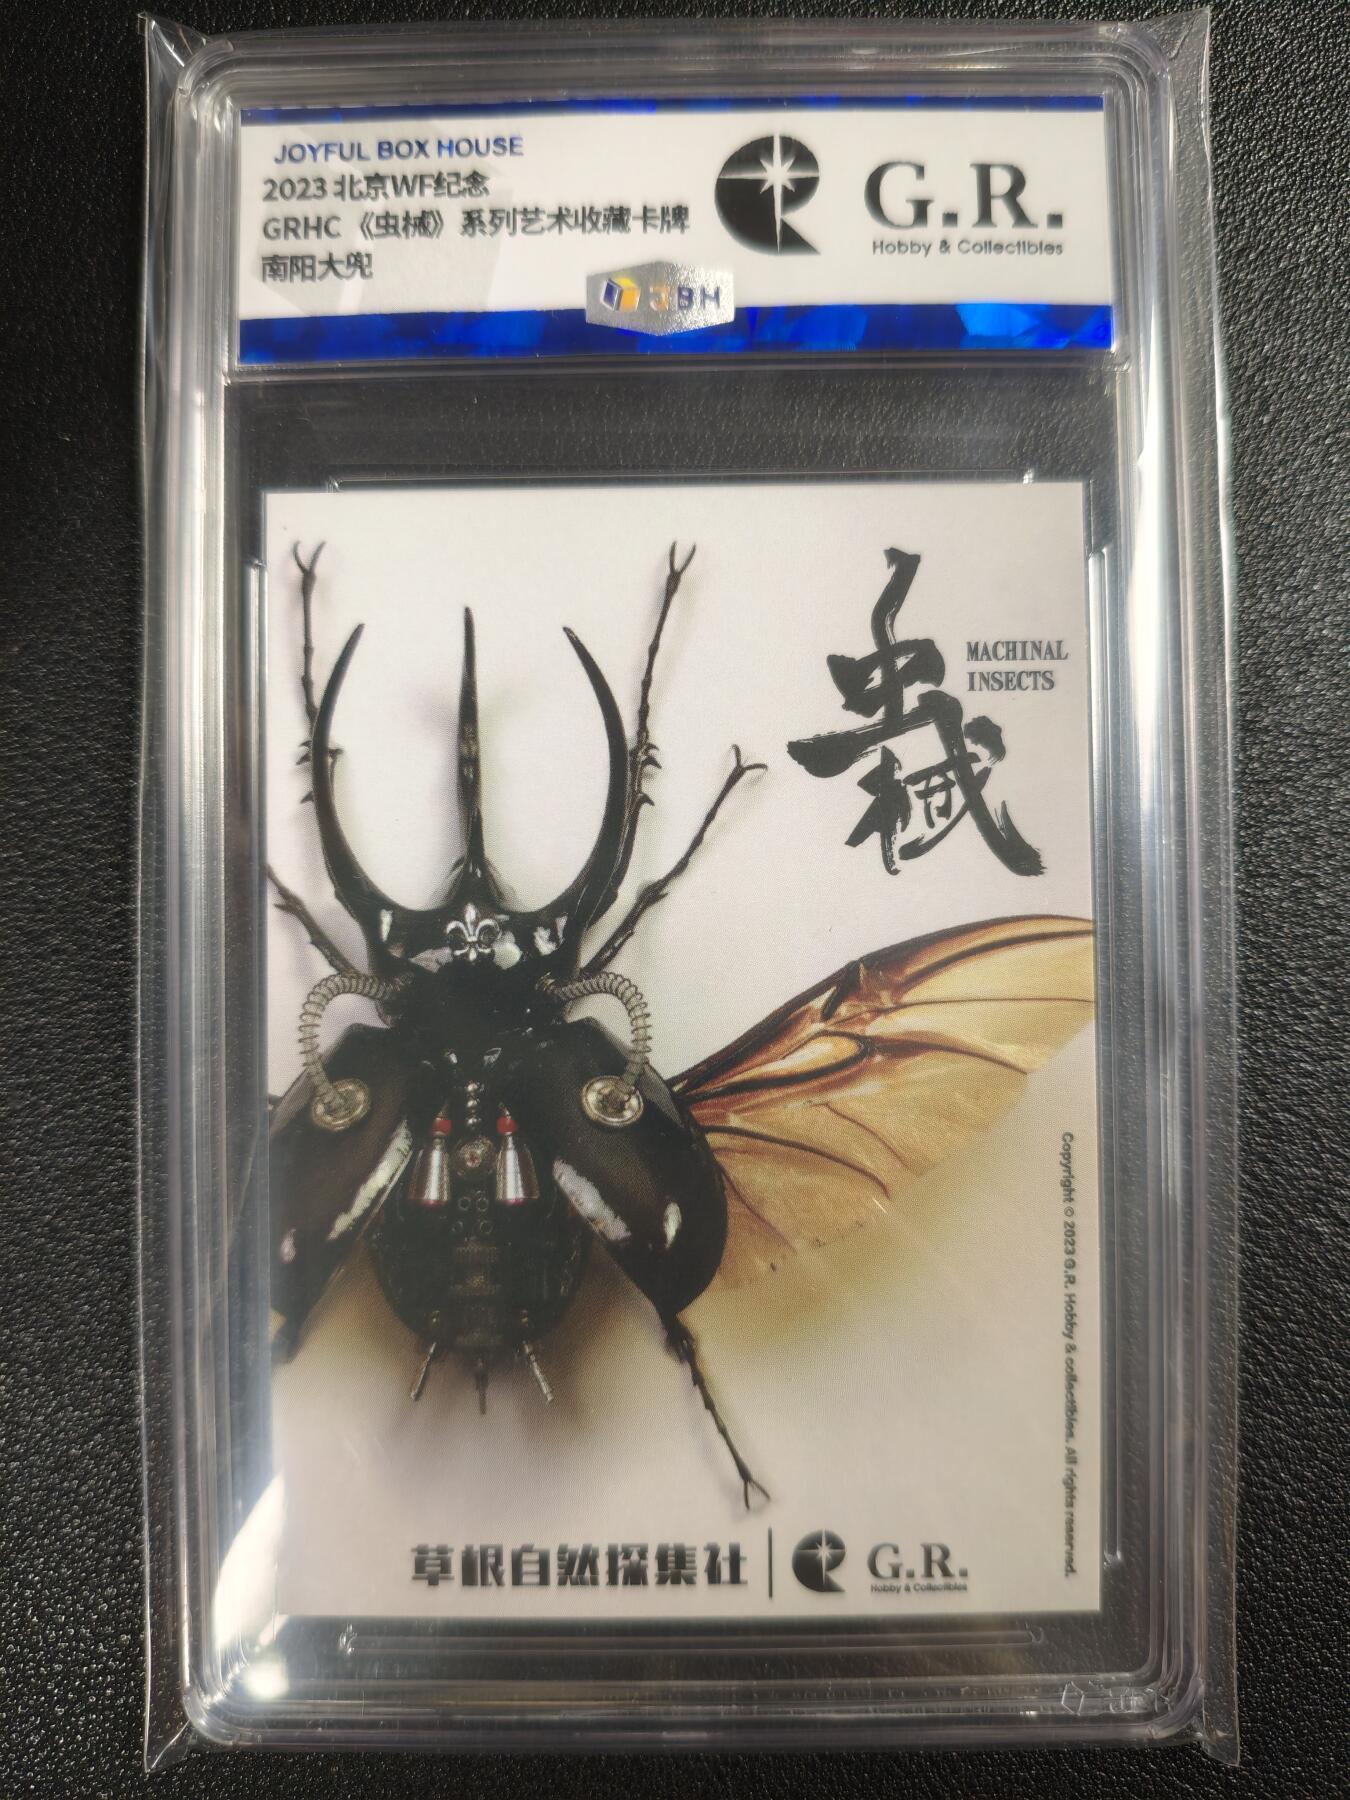 JOYFUL BOX HOUSE
2023 北京WF纪念
GRHC《虫械》系列艺术收藏卡牌
南阳大兜
G.R.
Hobby & Collectibles
JBH
虫械
MACHINAL
INSECTS
Copyright © 2023 G.R. Hobby & collectibles. All rights reserved.
草根自然探集社
G.R.
Hobby & Collectibles